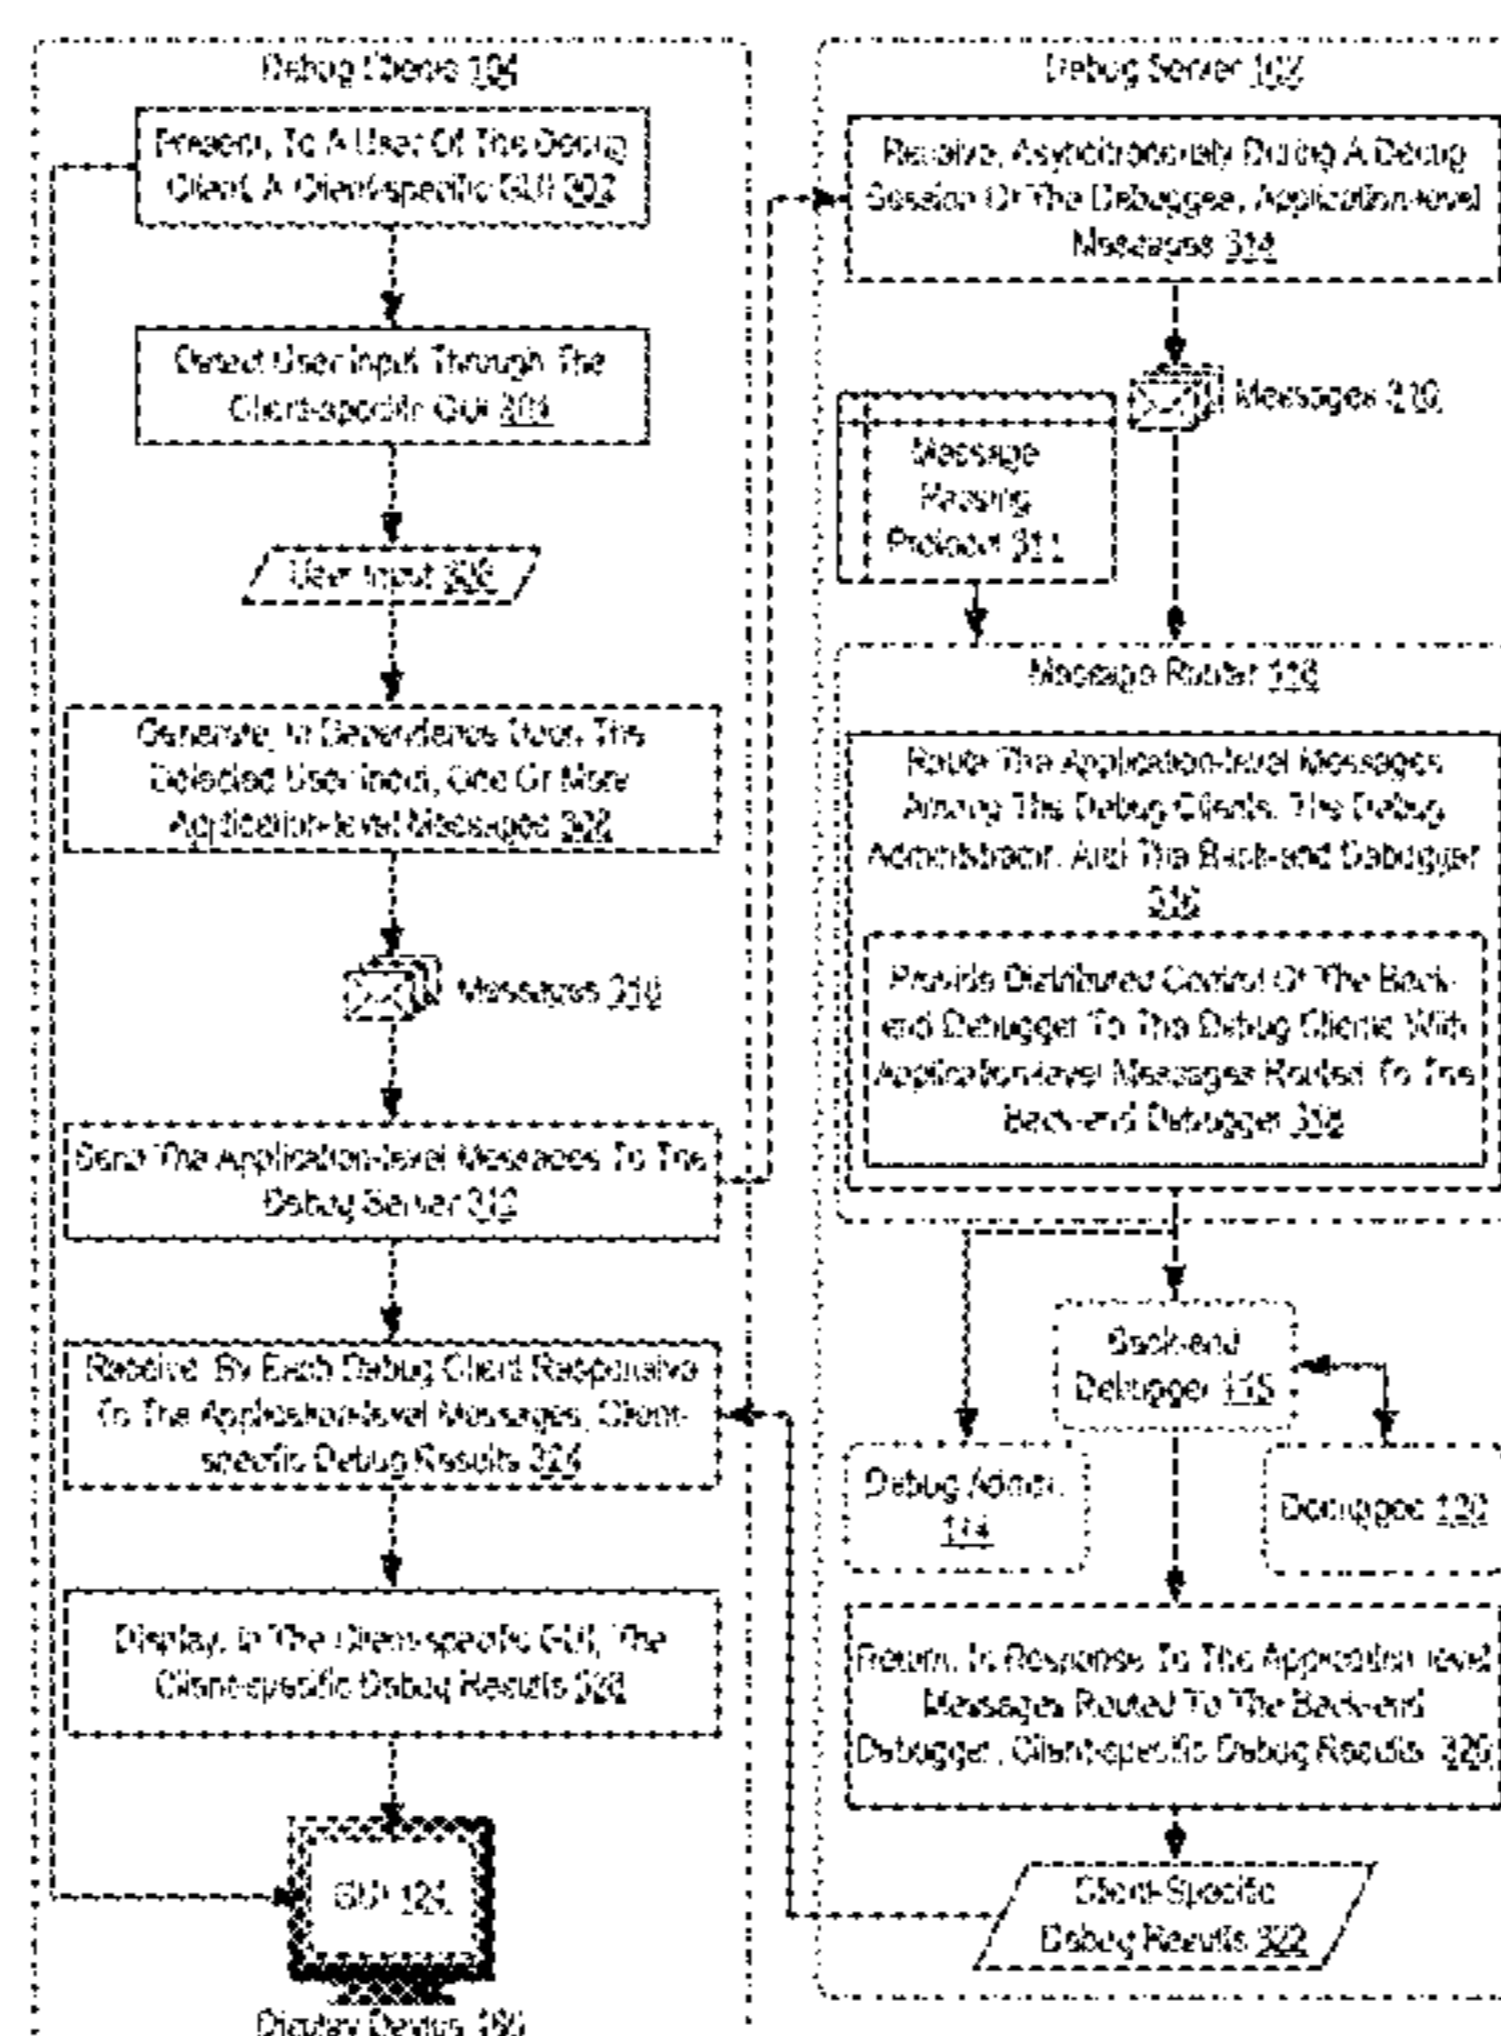 Debug Clients 104
Present, To A User Of The Debug
Client, A Client-specific GUI 302
Detect User Input Through The
Client-specific GUI 304
User Input 306
Generate, In Dependence Upon The
Detected User Input, One Or More
Application-level Messages 308
Messages 310
Send The Application-level Messages To The
Debug Server 312
Receive, By Each Debug Client Responsive
To The Application-level Messages, Client-
specific Debug Results 324
Display, In The Client-specific GUI, The
Client-specific Debug Results
GUI 124
Display Device 180
Debug Server 102
Receive, Asynchronously During A Debug
Session Of The Debuggee, Application-level
Messages 314
Messages 310
Message
Passing
Protocol 311
Message Router 118
Route The Application-level Messages
Among The Debug Clients, The Debug
Administrator, And The Back-end Debugger
316
Provide Distributed Control Of The Back-
end Debugger To The Debug Clients With
Application-level Messages Routed To The
Back-end Debugger 318
Back-end
Debugger 116
Debug Admin.
114
Debuggee 120
Return, In Response To The Application-level
Messages Routed To The Back-end
Debugger, Client-specific Debug Results 320
Client-Specific
Debug Results 322